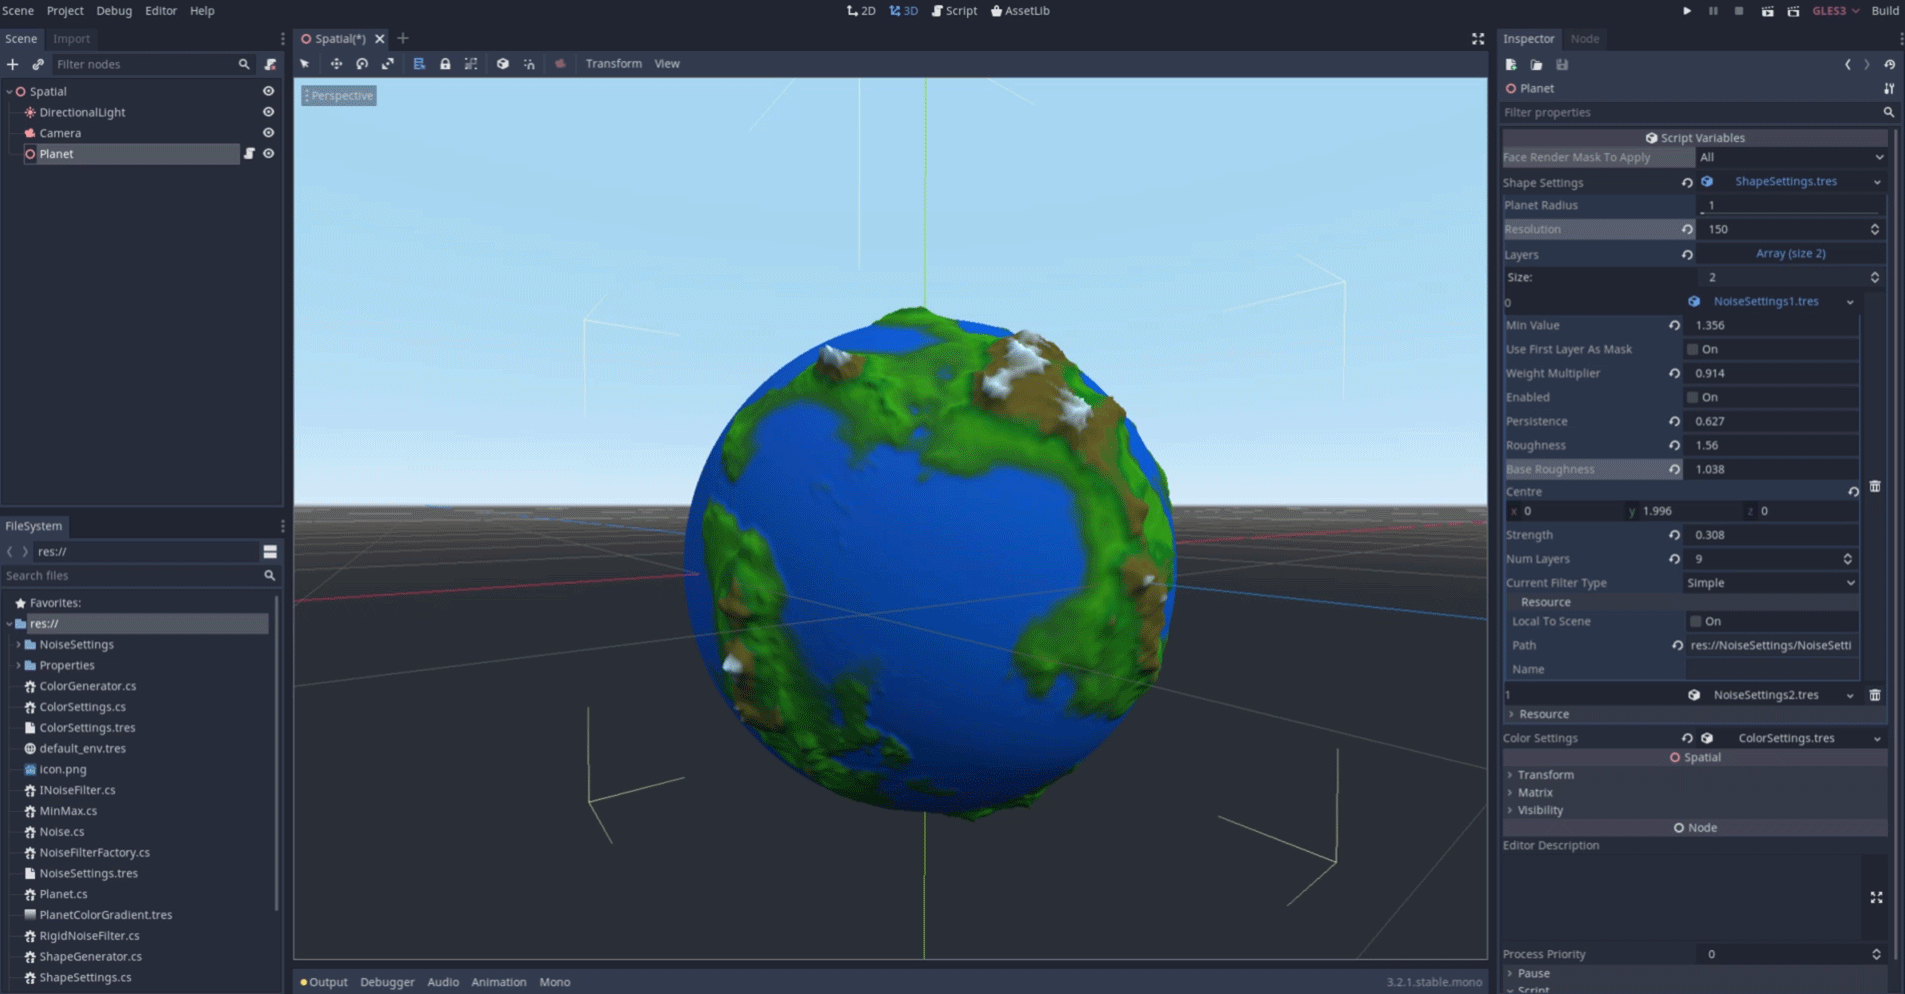 Scene Project Debug Editor Help
2D 3D Script AssetLib
GLES3 Build
Scene Import
Filter nodes
Spatial
DirectionalLight
Camera
Planet
FileSystem
res://
Search files
Favorites:
res://
NoiseSettings
Properties
ColorGenerator.cs
ColorSettings.cs
ColorSettings.tres
default_env.tres
icon.png
INoiseFilter.cs
MinMax.cs
Noise.cs
NoiseFilterFactory.cs
NoiseSettings.tres
Planet.cs
PlanetColorGradient.tres
RigidNoiseFilter.cs
ShapeGenerator.cs
ShapeSettings.cs
Spatial(*)
Transform View
Perspective
Output Debugger Audio Animation Mono
3.2.1.stable.mono
Inspector Node
Planet
Filter properties
Script Variables
Face Render Mask To Apply All
Shape Settings ShapeSettings.tres
Planet Radius 1
Resolution 150
Layers Array (size 2)
Size: 2
0 NoiseSettings1.tres
Min Value 1.356
Use First Layer As Mask On
Weight Multiplier 0.914
Enabled On
Persistence 0.627
Roughness 1.56
Base Roughness 1.038
Centre
x 0 y 1.996 z 0
Strength 0.308
Num Layers 9
Current Filter Type Simple
Resource
Local To Scene On
Path res://NoiseSettings/NoiseSetti
Name
1 NoiseSettings2.tres
Resource
Color Settings ColorSettings.tres
Spatial
Transform
Matrix
Visibility
Node
Editor Description
Process Priority 0
Pause
Script